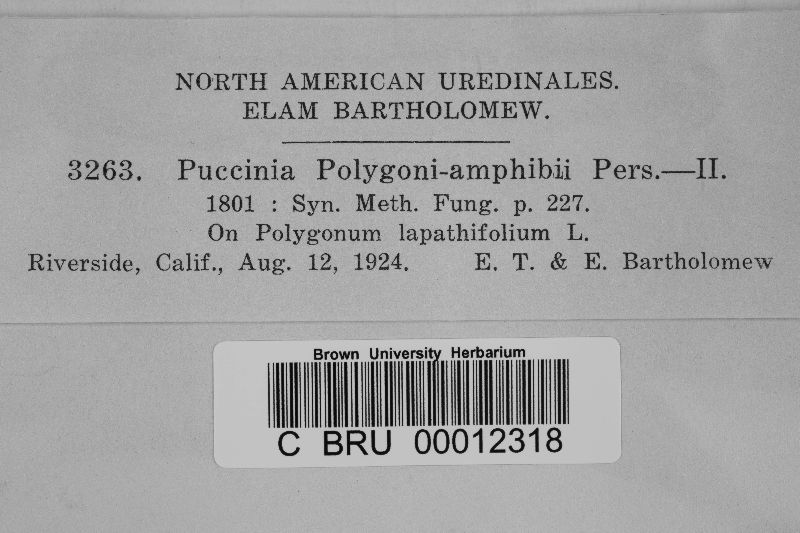 NORTH AMERICAN UREDINALES.
ELAM BARTHOLOMEW.
3263. Puccinia Polygoni-amphibii Pers.—II.
1801 : Syn. Meth. Fung. p. 227.
On Polygonum lapathifolium L.
Riverside, Calif., Aug. 12, 1924. E. T. & E. Bartholomew
Brown University Herbarium
C BRU 00012318